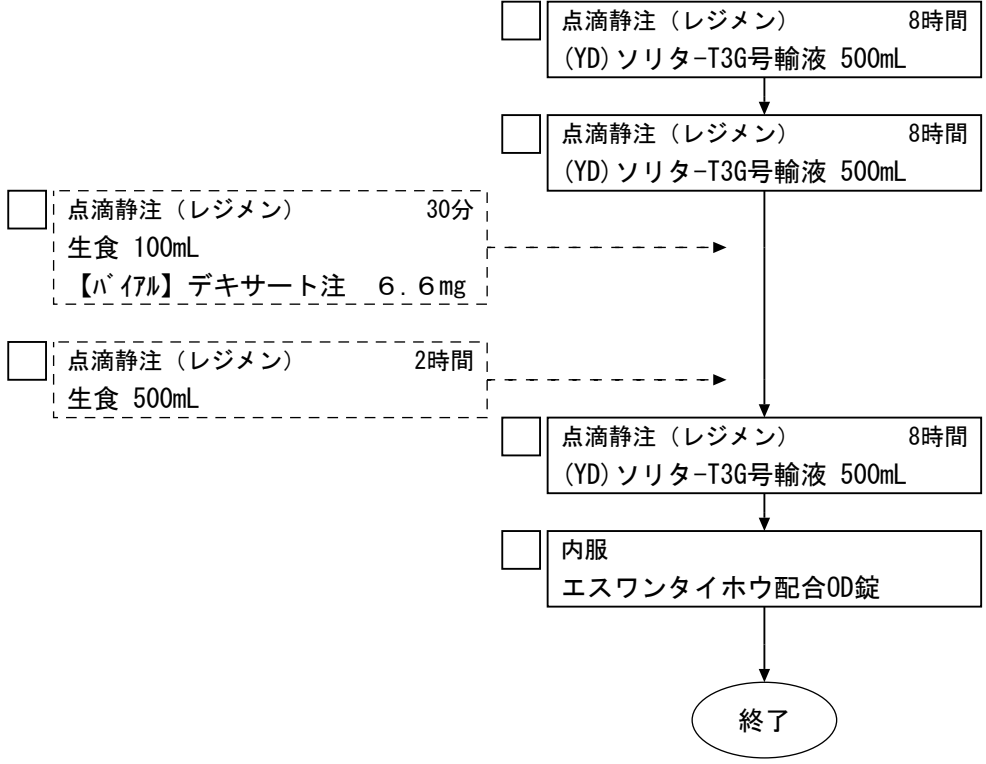 点滴静注（レジメン） 8時間
(YD)ソリタ-T3G号輸液 500mL
点滴静注（レジメン） 8時間
(YD)ソリタ-T3G号輸液 500mL
点滴静注（レジメン） 30分
生食 100mL
【ﾊﾞｲｱﾙ】デキサート注　６.６mg
点滴静注（レジメン） 2時間
生食 500mL
点滴静注（レジメン） 8時間
(YD)ソリタ-T3G号輸液 500mL
内服
エスワンタイホウ配合OD錠
終了